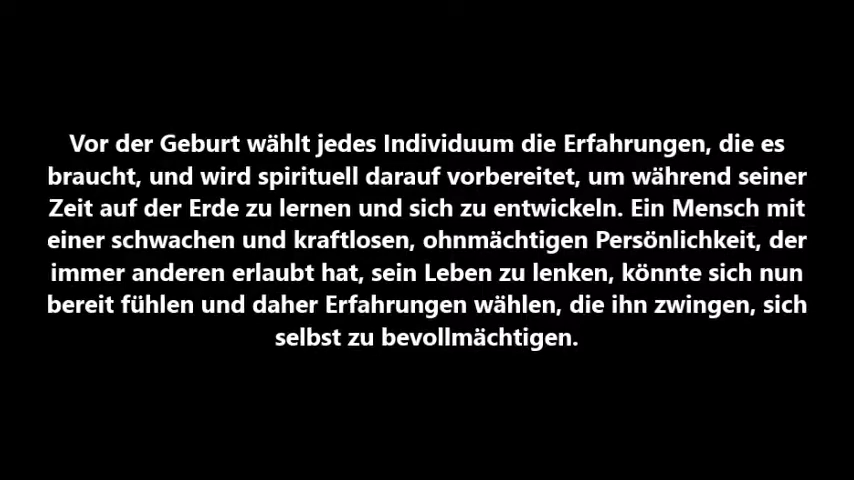 Vor der Geburt wählt jedes Individuum die Erfahrungen, die es
braucht, und wird spirituell darauf vorbereitet, um während seiner
Zeit auf der Erde zu lernen und sich zu entwickeln. Ein Mensch mit
einer schwachen und kraftlosen, ohnmächtigen Persönlichkeit, der
immer anderen erlaubt hat, sein Leben zu lenken, könnte sich nun
bereit fühlen und daher Erfahrungen wählen, die ihn zwingen, sich
selbst zu bevollmächtigen.